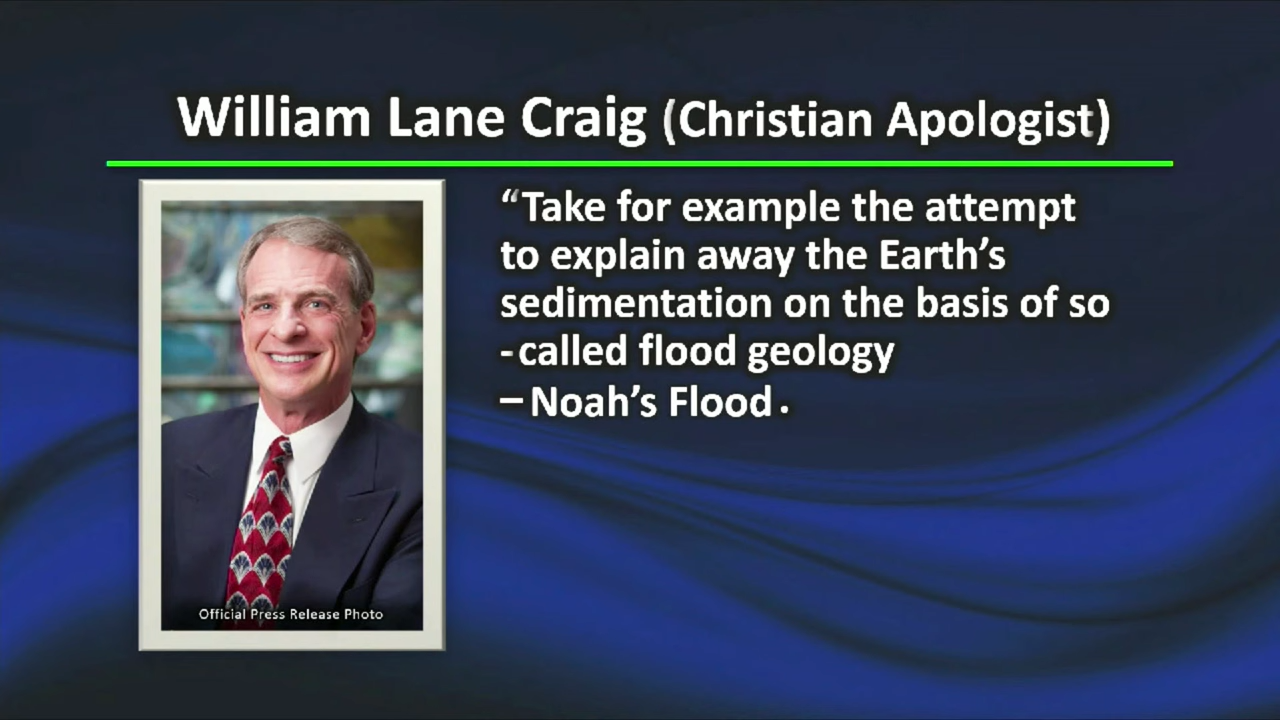 William Lane Craig (Christian Apologist)
“Take for example the attempt
to explain away the Earth’s
sedimentation on the basis of so
-called flood geology
– Noah’s Flood.
Official Press Release Photo